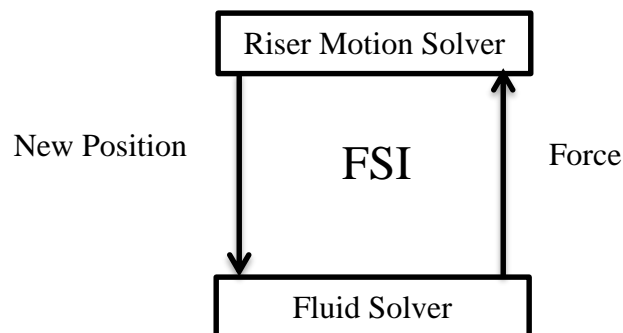 Riser Motion Solver
New Position
FSI
Force
Fluid Solver